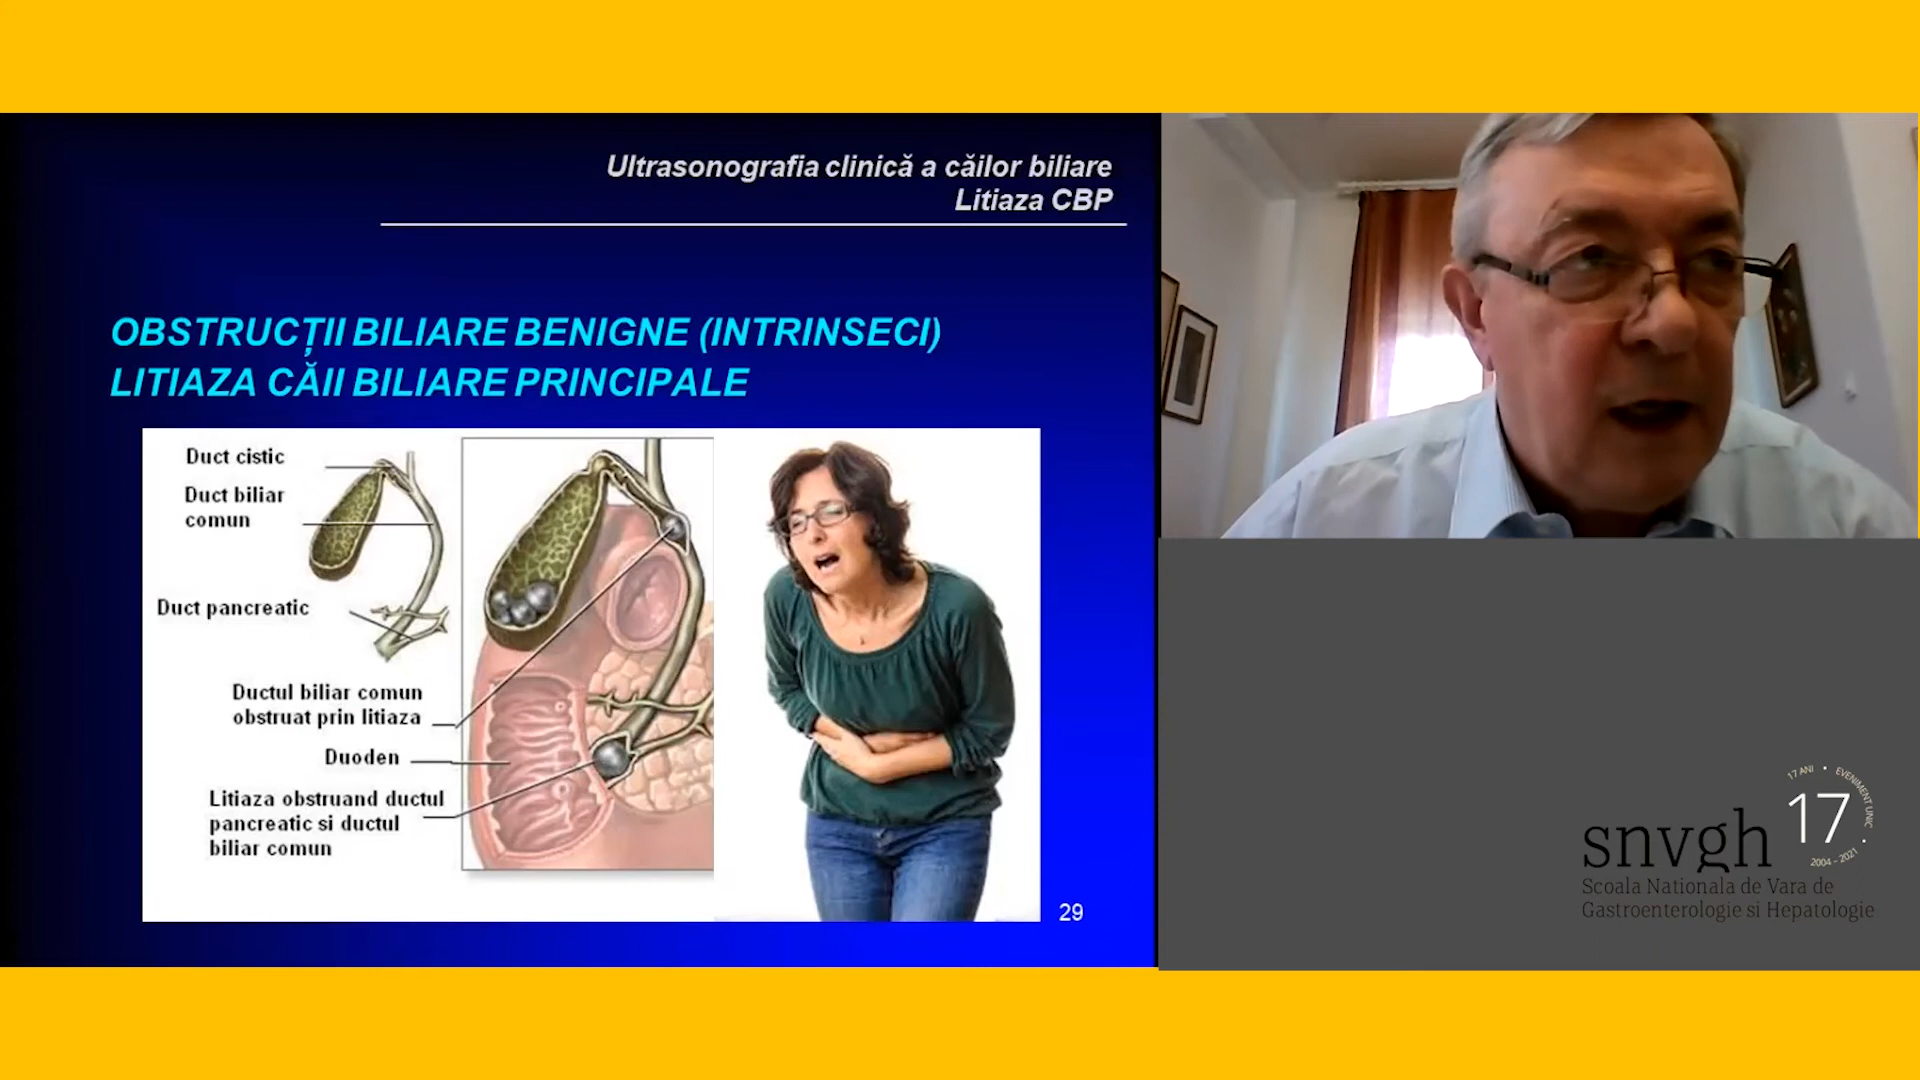 Ultrasonografia clinică a căilor biliare
Litiaza CBP
OBSTRUCȚII BILIARE BENIGNE (INTRINSECI)
LITIAZA CĂII BILIARE PRINCIPALE
Duct cistic
Duct biliar
comun
Duct pancreatic
Ductul biliar comun
obstruat prin litiaza
Duoden
Litiaza obstruand ductul
pancreatic si ductul
biliar comun
29
17 ANI • EVENIMENT UNIC •
17
2004 - 2021
snvgh
Scoala Nationala de Vara de
Gastroenterologie si Hepatologie